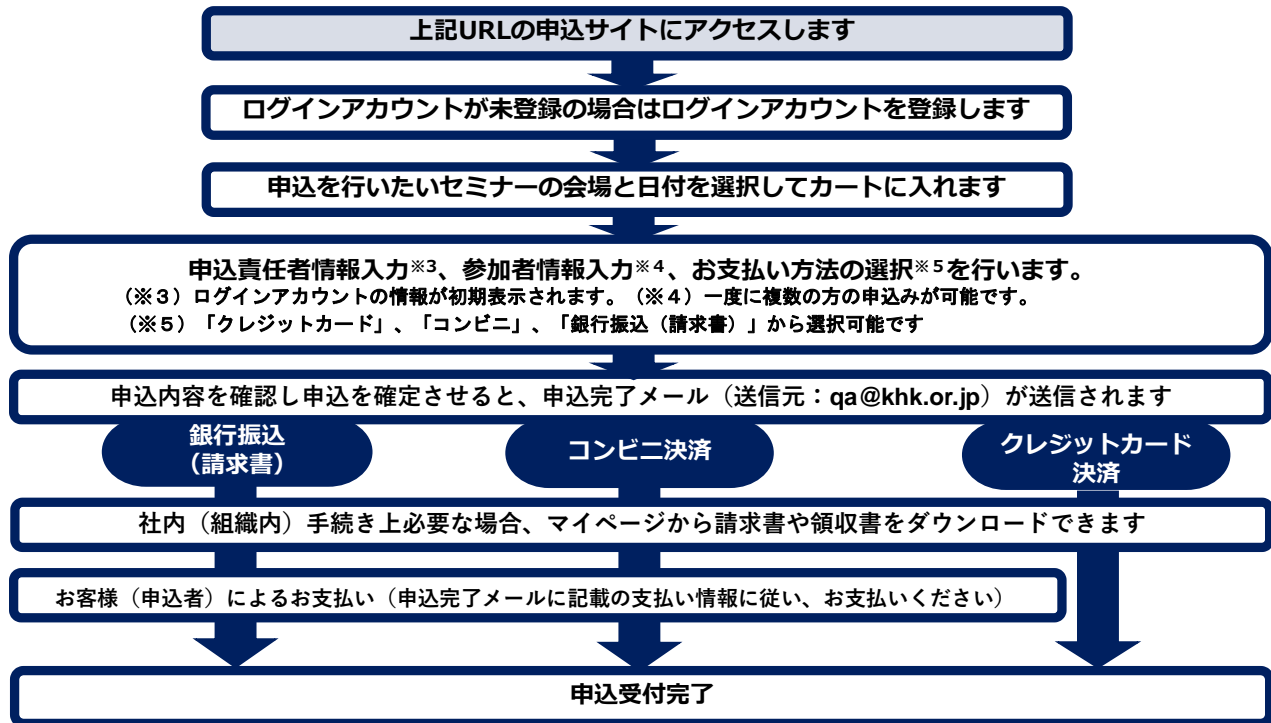 上記URLの申込サイトにアクセスします
ログインアカウントが未登録の場合はログインアカウントを登録します
申込を行いたいセミナーの会場と日付を選択してカートに入れます
申込責任者情報入力※3、参加者情報入力※4、お支払い方法の選択※5を行います。
（※３）ログインアカウントの情報が初期表示されます。（※４）一度に複数の方の申込みが可能です。
（※５）「クレジットカード」、「コンビニ」、「銀行振込（請求書）」から選択可能です
申込内容を確認し申込を確定させると、申込完了メール（送信元：qa@khk.or.jp）が送信されます
銀行振込
（請求書）
コンビニ決済
クレジットカード
決済
社内（組織内）手続き上必要な場合、マイページから請求書や領収書をダウンロードできます
お客様（申込者）によるお支払い（申込完了メールに記載の支払い情報に従い、お支払いください）
申込受付完了